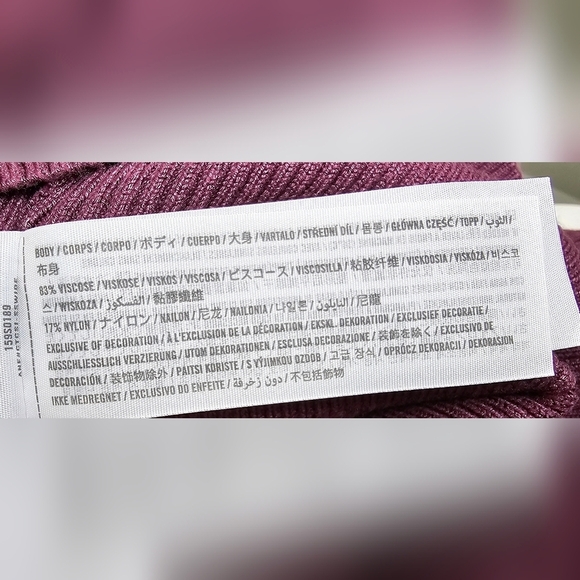 BODY / CORPS / CORPO / ボディ / CUERPO / 大身 / VARTALO / STŘEDNÍ DÍL / 몸통 / GŁÓWNA CZĘŚĆ / TOPP / الثوب /
布身
83% VISCOSE / VISKOSE / VISKOS / VISCOSA / ビスコース / VISCOSILLA / 粘胶纤维 / VISKOOSIA / VISKÓZA / 비스코
스 / WISKOZA / الفسكوز / 黏膠纖維
17% NYLON / ナイロン / NAILON / 尼龙 / NAILONIA / 나일론 / النايلون / 尼龍
EXCLUSIVE OF DECORATION / À L'EXCLUSION DE LA DÉCORATION / EKSKL. DEKORATION / EXCLUSIEF DECORATIE /
AUSSCHLIESSLICH VERZIERUNG / UTOM DEKORATIONEN / ESCLUSA DECORAZIONE / 装飾を除く / EXCLUSIVO DE
DECORACIÓN / 装饰物除外 / PAITSI KORISTE / S VÝJIMKOU OZDOB / 고급 장식 / OPRÓCZ DEKORACJI / DEKORASJON
IKKE MEDREGNET / EXCLUSIVO DO ENFEITE / دون زخرفة / 不包括飾物
159S0189